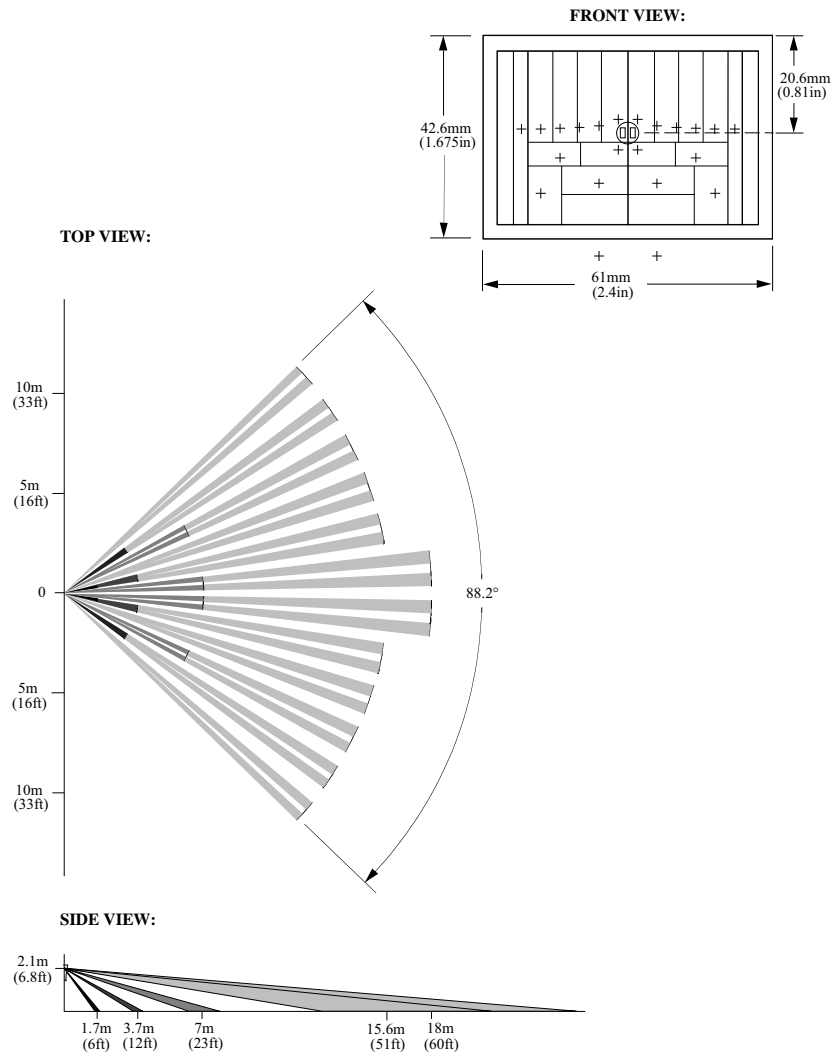 FRONT VIEW:
20.6mm
(0.81in)
42.6mm
(1.675in)
61mm
(2.4in)
TOP VIEW:
10m
(33ft)
5m
(16ft)
0
88.2°
5m
(16ft)
10m
(33ft)
SIDE VIEW:
2.1m
(6.8ft)
1.7m
(6ft)
3.7m
(12ft)
7m
(23ft)
15.6m
(51ft)
18m
(60ft)